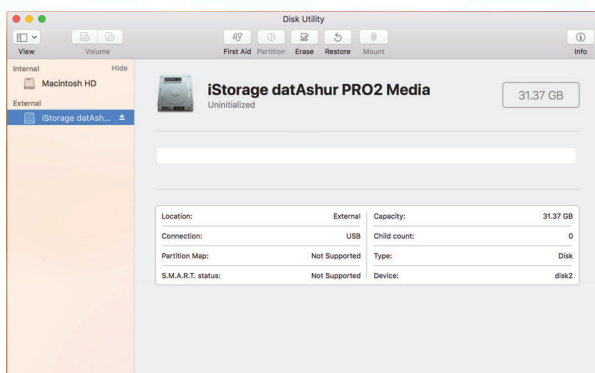 Disk Utility
View Volume First Aid Partition Erase Restore Mount Info
Internal Hide
Macintosh HD
External
iStorage datAsh...
iStorage datAshur PRO2 Media
Uninitialized
31.37 GB
Location: External Capacity: 31.37 GB
Connection: USB Child count: 0
Partition Map: Not Supported Type: Disk
S.M.A.R.T. status: Not Supported Device: disk2